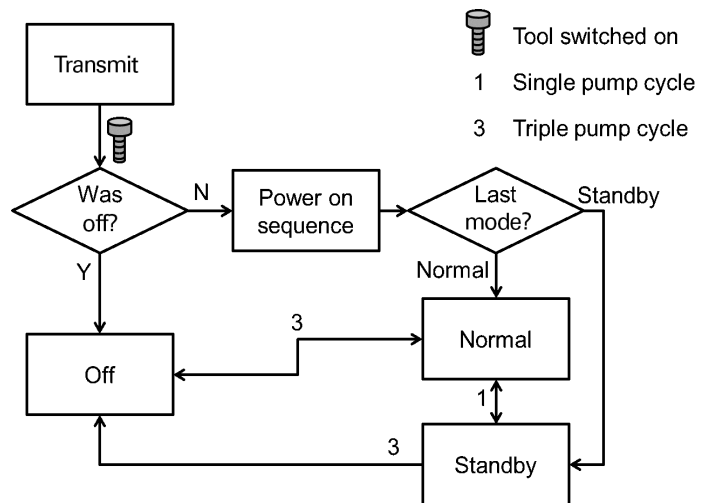 Transmit
Tool switched on
1 Single pump cycle
3 Triple pump cycle
Was
off?
N
Power on
sequence
Last
mode?
Standby
Y
Normal
3
Off
Normal
1
3
Standby